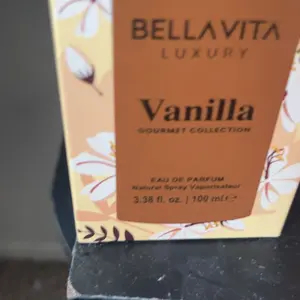 BELLAVITA
LUXURY
Vanilla
GOURMET COLLECTION
EAU DE PARFUM
Natural Spray Vaporisateur
3.38 fl. oz. | 100 ml ℮